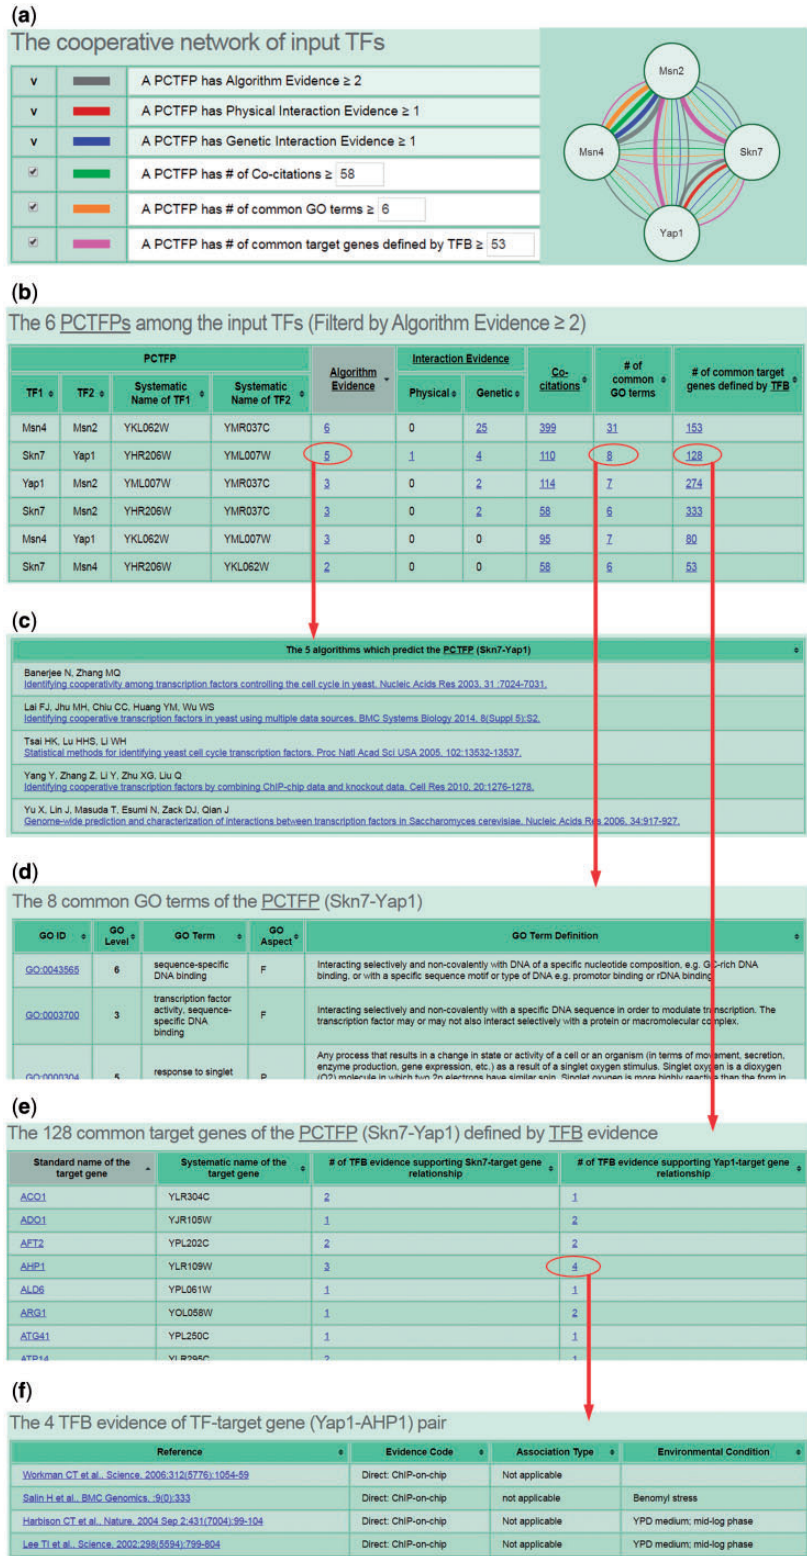 (a)
The cooperative network of input TFs
v A PCTFP has Algorithm Evidence ≥ 2
v A PCTFP has Physical Interaction Evidence ≥ 1
v A PCTFP has Genetic Interaction Evidence ≥ 1
A PCTFP has # of Co-citations ≥ 58
A PCTFP has # of common GO terms ≥ 6
A PCTFP has # of common target genes defined by TFB ≥ 53
Msn2
Msn4
Skn7
Yap1
(b)
The 6 PCTFPs among the input TFs (Filterd by Algorithm Evidence ≥ 2)
PCTFP Algorithm Evidence Interaction Evidence Co-citations # of common GO terms # of common target genes defined by TFB
TF1 TF2 Systematic Name of TF1 Systematic Name of TF2 Physical Genetic
Msn4 Msn2 YKL062W YMR037C 6 0 25 399 31 153
Skn7 Yap1 YHR206W YML007W 5 1 4 110 8 128
Yap1 Msn2 YML007W YMR037C 3 0 2 114 7 274
Skn7 Msn2 YHR206W YMR037C 3 0 2 58 6 333
Msn4 Yap1 YKL062W YML007W 3 0 0 95 7 80
Skn7 Msn4 YHR206W YKL062W 2 0 0 58 6 53
(c)
The 5 algorithms which predict the PCTFP (Skn7-Yap1)
Banerjee N, Zhang MQ
Identifying cooperativity among transcription factors controlling the cell cycle in yeast. Nucleic Acids Res 2003. 31 :7024-7031.
Lai FJ, Jhu MH, Chiu CC, Huang YM, Wu WS
Identifying cooperative transcription factors in yeast using multiple data sources. BMC Systems Biology 2014. 8(Suppl 5):S2.
Tsai HK, Lu HHS, Li WH
Statistical methods for identifying yeast cell cycle transcription factors. Proc Natl Acad Sci USA 2005. 102:13532-13537.
Yang Y, Zhang Z, Li Y, Zhu XG, Liu Q
Identifying cooperative transcription factors by combining ChIP-chip data and knockout data. Cell Res 2010. 20:1276-1278.
Yu X, Lin J, Masuda T, Esumi N, Zack DJ, Qian J
Genome-wide prediction and characterization of interactions between transcription factors in Saccharomyces cerevisiae. Nucleic Acids Res 2006. 34:917-927.
(d)
The 8 common GO terms of the PCTFP (Skn7-Yap1)
GO ID GO Level GO Term GO Aspect GO Term Definition
GO:0043565 6 sequence-specific DNA binding F Interacting selectively and non-covalently with DNA of a specific nucleotide composition, e.g. GC-rich DNA binding, or with a specific sequence motif or type of DNA e.g. promotor binding or rDNA binding.
GO:0003700 3 transcription factor activity, sequence-specific DNA binding F Interacting selectively and non-covalently with a specific DNA sequence in order to modulate transcription. The transcription factor may or may not also interact selectively with a protein or macromolecular complex.
GO:0000304 5 response to singlet P Any process that results in a change in state or activity of a cell or an organism (in terms of movement, secretion, enzyme production, gene expression, etc.) as a result of a singlet oxygen stimulus. Singlet oxygen is a dioxygen (O2) molecule in which two 2p electrons have similar spin. Singlet oxygen is more highly reactive than the form in
(e)
The 128 common target genes of the PCTFP (Skn7-Yap1) defined by TFB evidence
Standard name of the target gene Systematic name of the target gene # of TFB evidence supporting Skn7-target gene relationship # of TFB evidence supporting Yap1-target gene relationship
ACO1 YLR304C 2 1
ADO1 YJR105W 1 2
AFT2 YPL202C 2 2
AHP1 YLR109W 3 4
ALD6 YPL061W 1 1
ARG1 YOL058W 1 2
ATG41 YPL250C 1 1
ATP14 YLR295C 2 1
(f)
The 4 TFB evidence of TF-target gene (Yap1-AHP1) pair
Reference Evidence Code Association Type Environmental Condition
Workman CT et al., Science. 2006:312(5776):1054-59 Direct: ChIP-on-chip Not applicable
Salin H et al., BMC Genomics. :9(0):333 Direct: ChIP-on-chip not applicable Benomyl stress
Harbison CT et al., Nature. 2004 Sep 2:431(7004):99-104 Direct: ChIP-on-chip Not applicable YPD medium; mid-log phase
Lee TI et al., Science. 2002:298(5594):799-804 Direct: ChIP-on-chip Not applicable YPD medium; mid-log phase